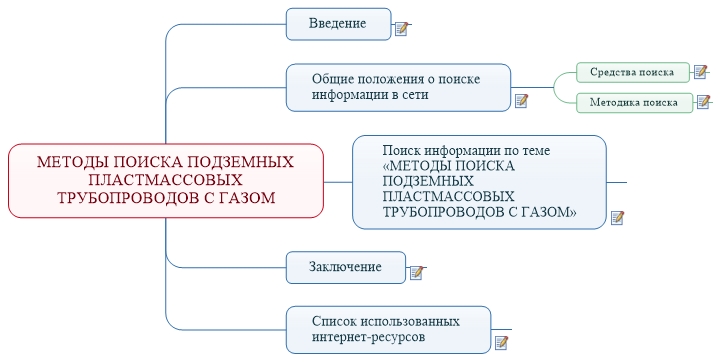 Введение
Общие положения о поиске
информации в сети
Средства поиска
Методика поиска
МЕТОДЫ ПОИСКА ПОДЗЕМНЫХ
ПЛАСТМАССОВЫХ
ТРУБОПРОВОДОВ С ГАЗОМ
Поиск информации по теме
«МЕТОДЫ ПОИСКА
ПОДЗЕМНЫХ
ПЛАСТМАССОВЫХ
ТРУБОПРОВОДОВ С ГАЗОМ»
Заключение
Список использованных
интернет-ресурсов